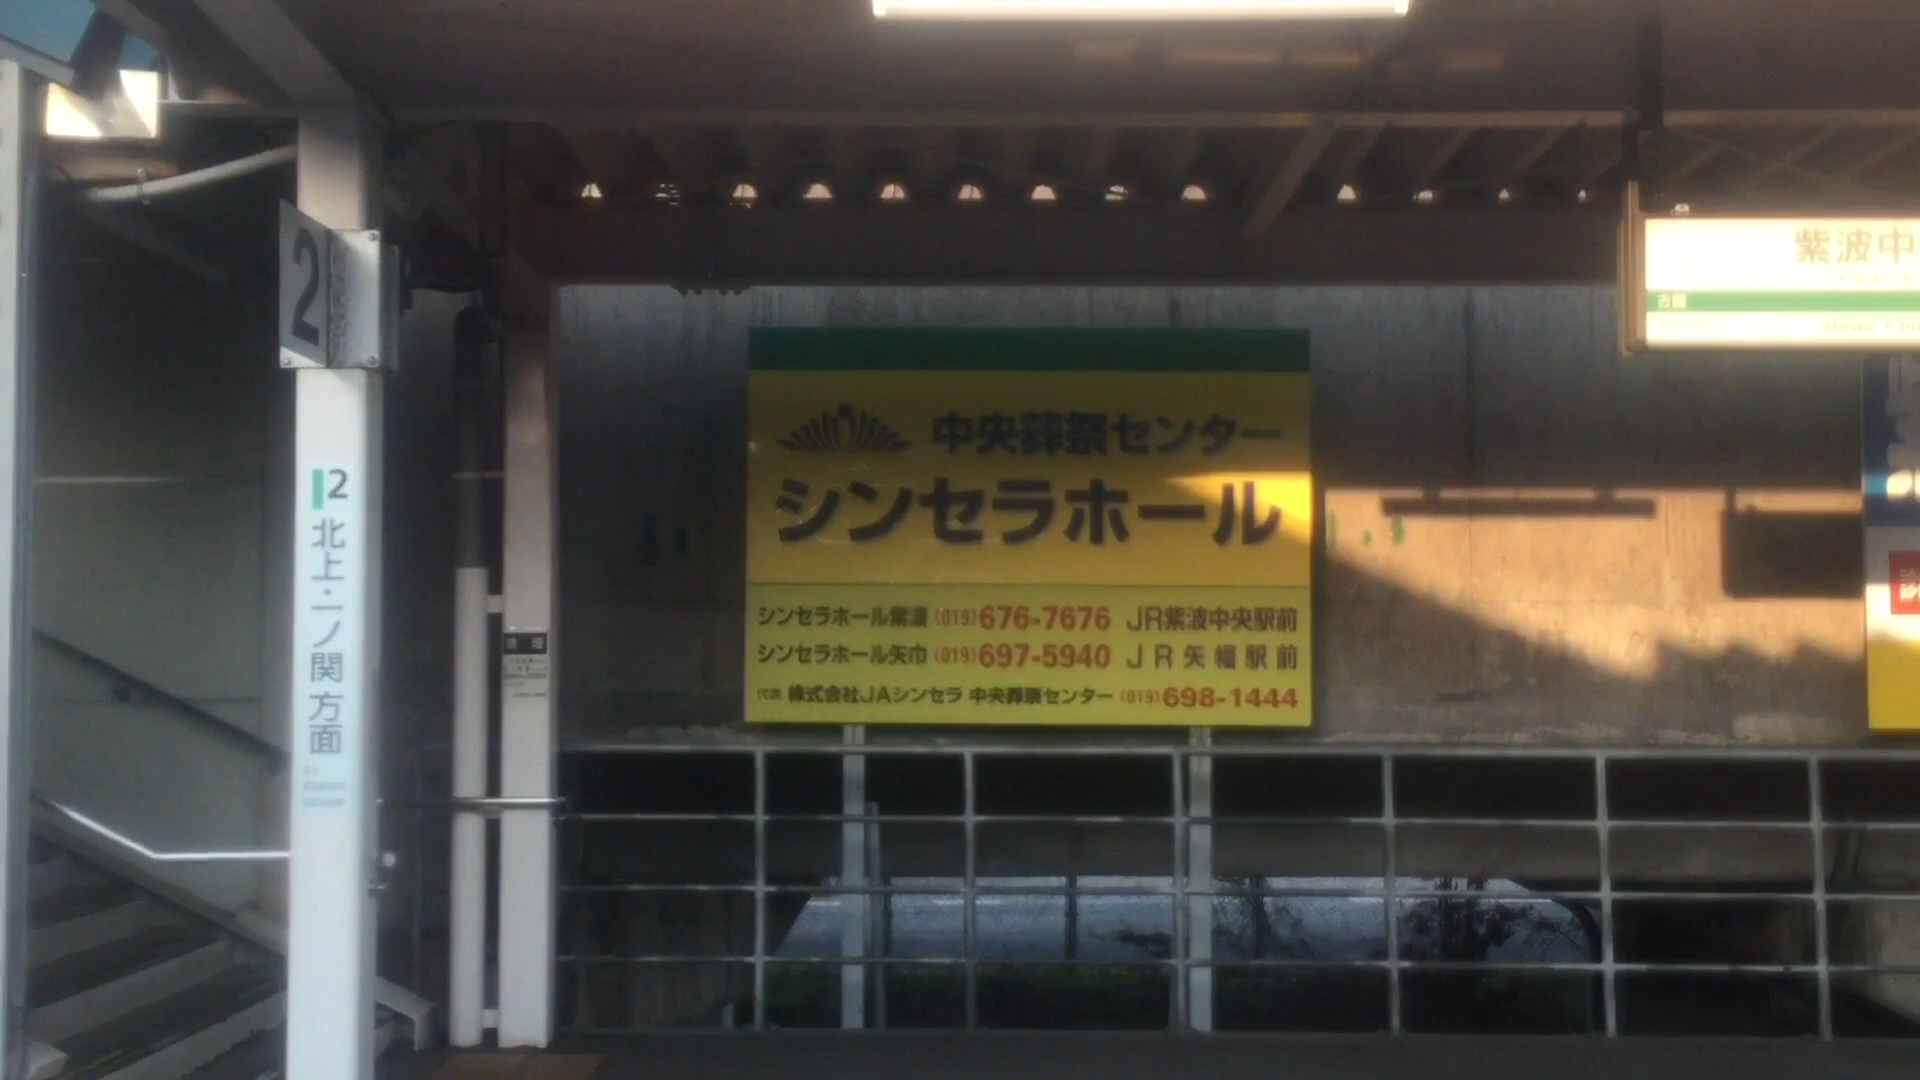 2
2
北上・一ノ関方面
中央葬祭センター
シンセラホール
シンセラホール紫波 (019) 676-7676 JR紫波中央駅前
シンセラホール矢巾 (019) 697-5940 JR矢幅駅前
代表 株式会社JAシンセラ 中央葬祭センター (019) 698-1444
紫波中
古館